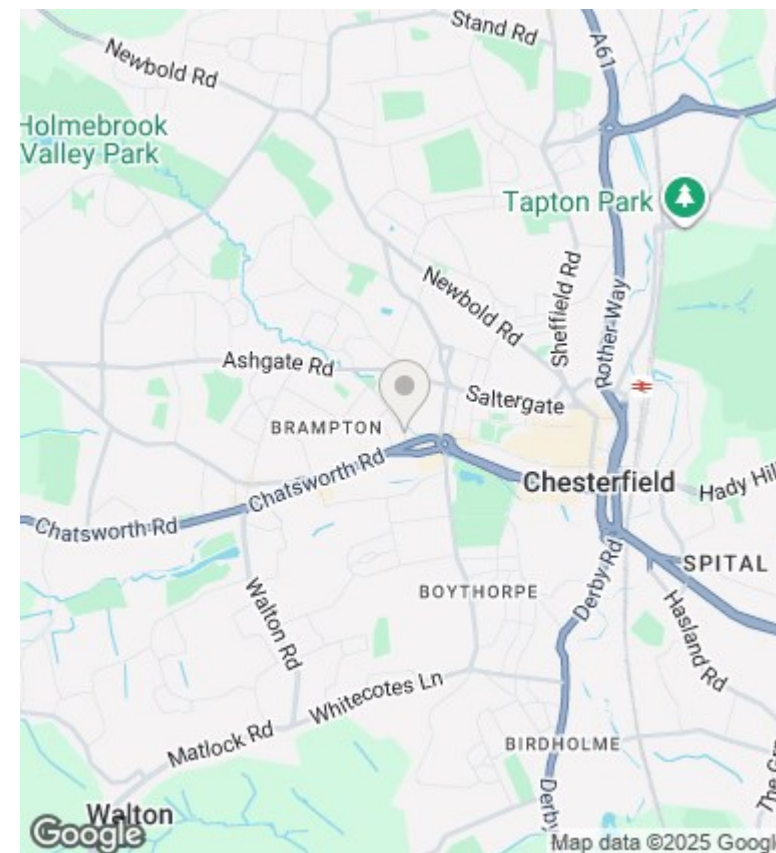 Stand Rd
A61
Newbold Rd
Holmebrook
Valley Park
Tapton Park
Sheffield Rd
Newbold Rd
Rother Way
Ashgate Rd
Saltergate
BRAMPTON
Chatsworth Rd
Chesterfield
Hady Hill
Chatsworth Rd
Derby Rd
SPITAL
BOYTHORPE
Walton Rd
Hasland Rd
Whitecotes Ln
Matlock Rd
BIRDHOLME
Derby
Walton
Google
Map data ©2025 Google